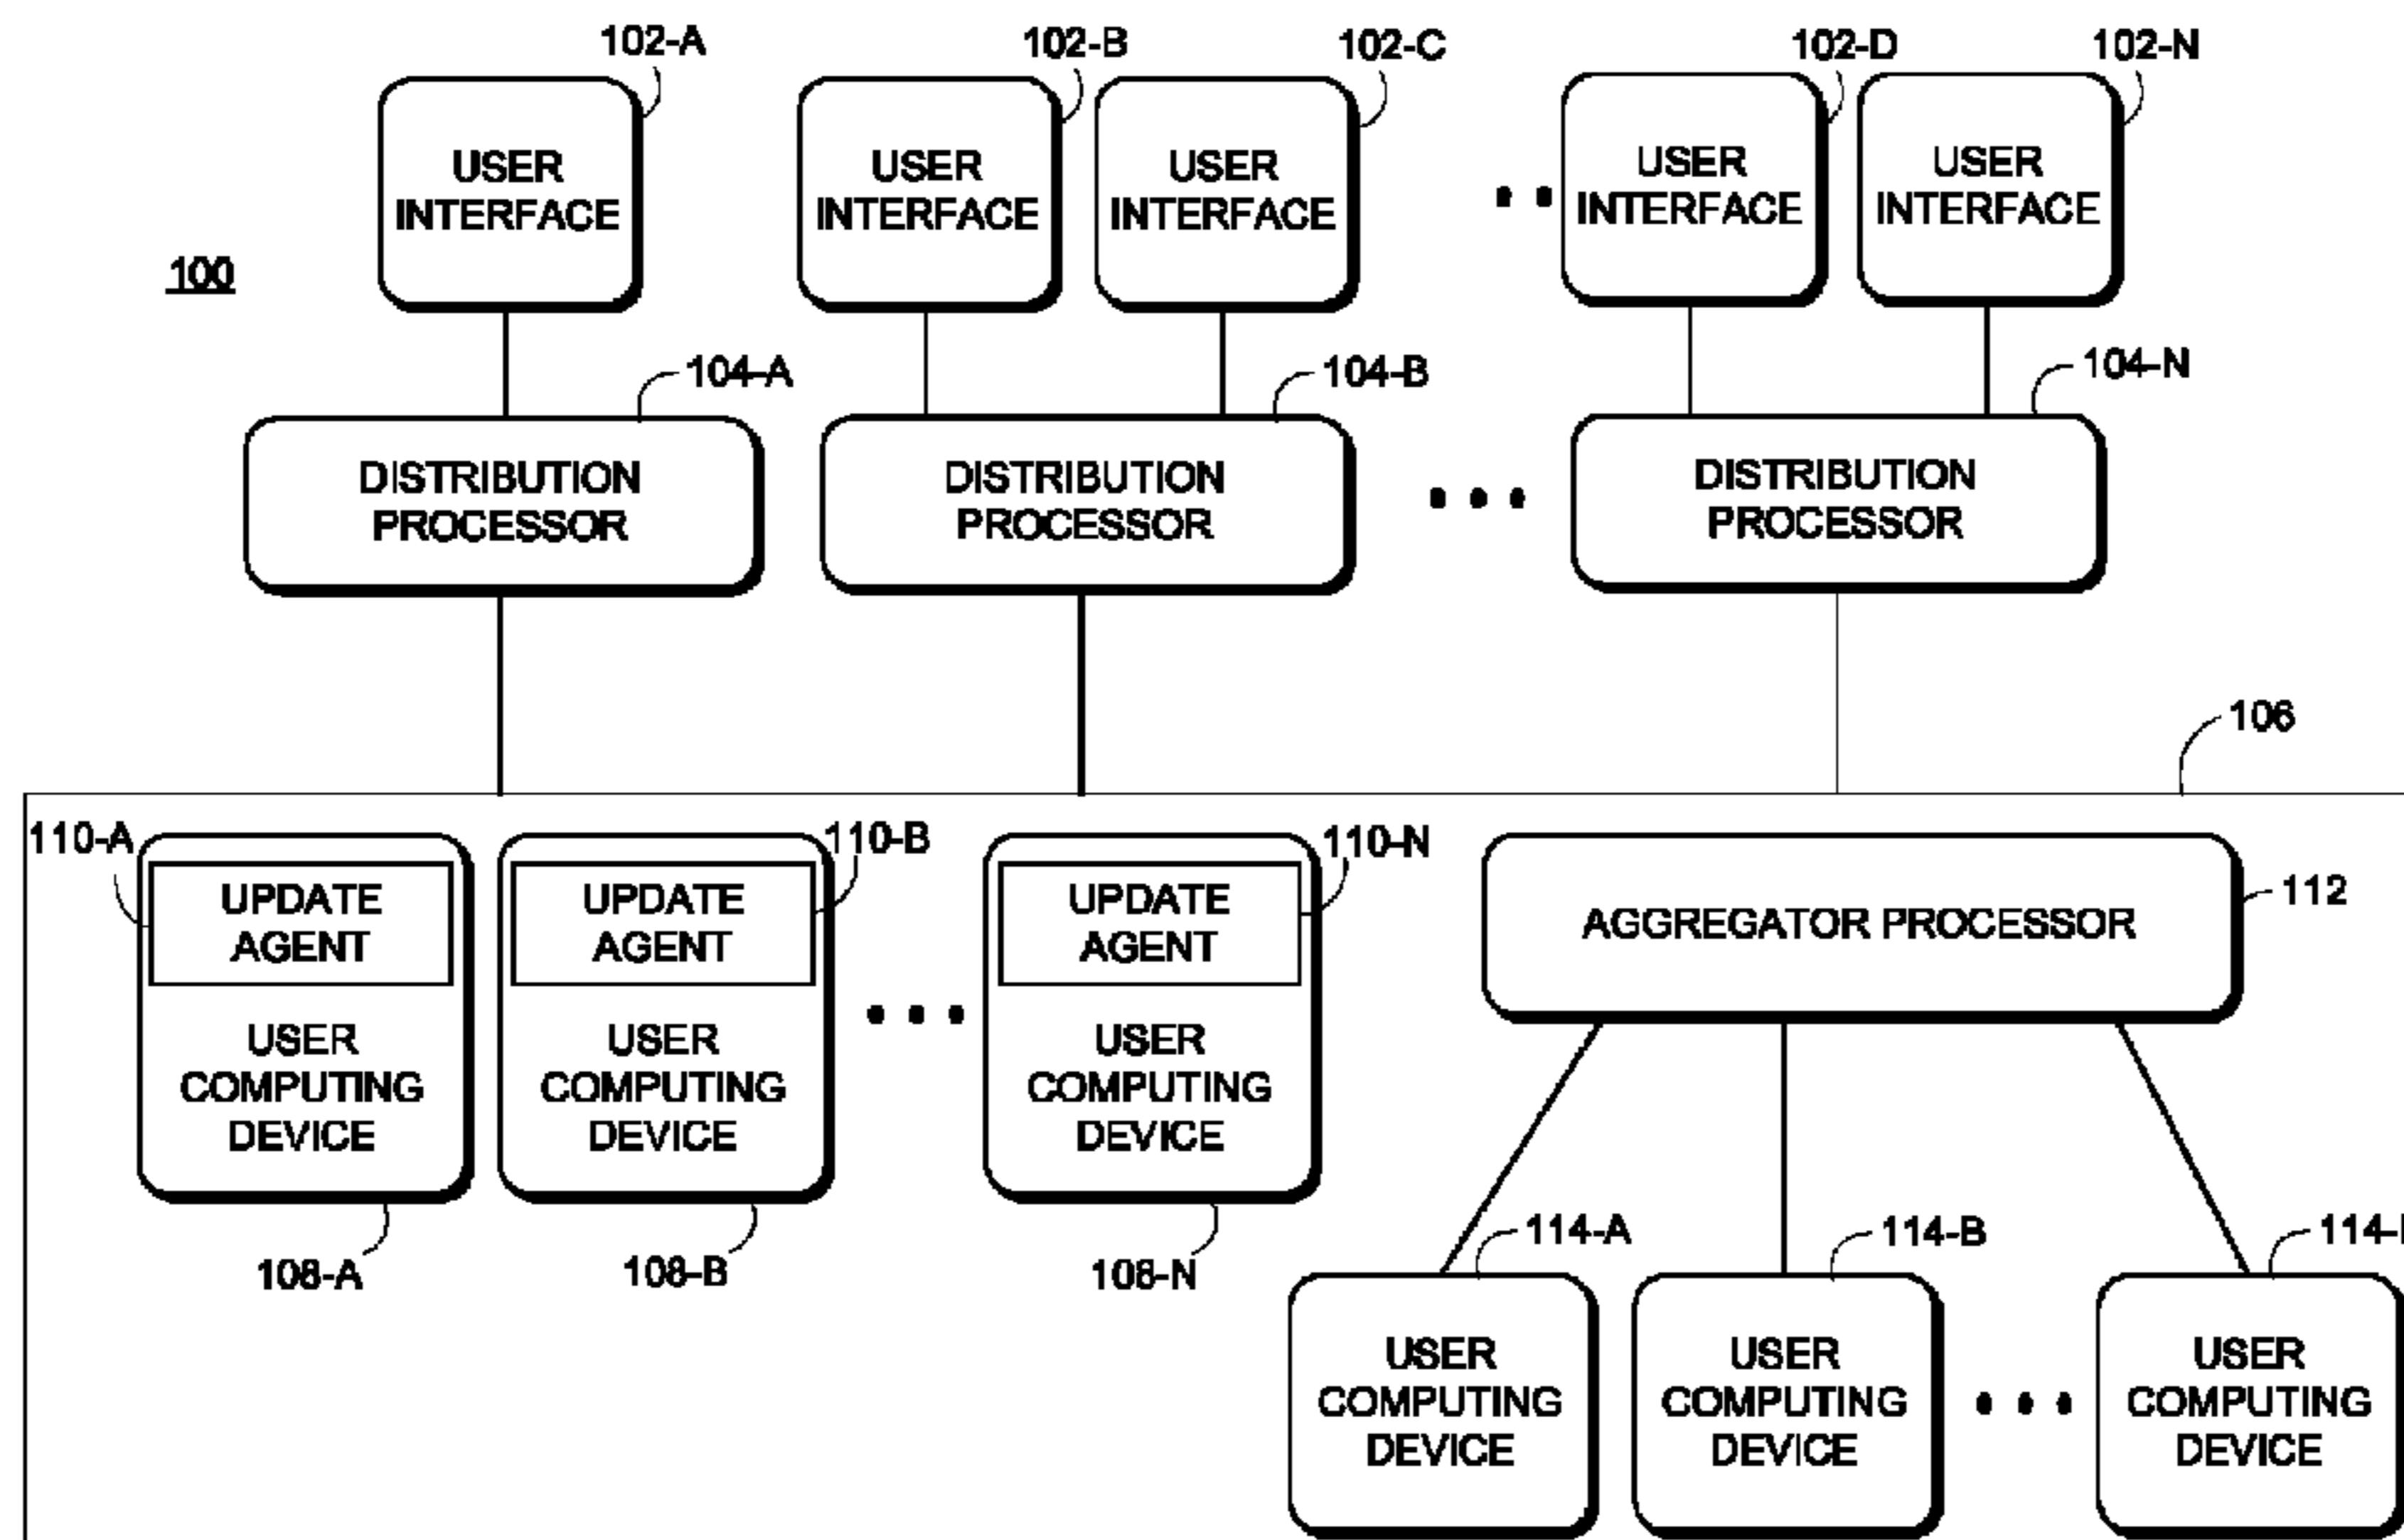 102-A
102-B
102-C
102-D
102-N
USER
INTERFACE
USER
INTERFACE
USER
INTERFACE
USER
INTERFACE
USER
INTERFACE
100
104-A
104-B
104-N
DISTRIBUTION
PROCESSOR
DISTRIBUTION
PROCESSOR
DISTRIBUTION
PROCESSOR
106
110-A
110-B
110-N
UPDATE
AGENT
USER
COMPUTING
DEVICE
UPDATE
AGENT
USER
COMPUTING
DEVICE
UPDATE
AGENT
USER
COMPUTING
DEVICE
AGGREGATOR PROCESSOR
112
108-A
108-B
108-N
114-A
114-B
114-
USER
COMPUTING
DEVICE
USER
COMPUTING
DEVICE
USER
COMPUTING
DEVICE